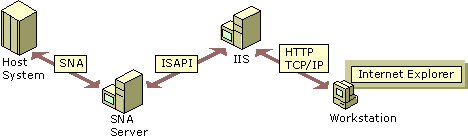 Host
System
SNA
SNA
Server
ISAPI
IIS
HTTP
TCP/IP
Internet Explorer
Workstation